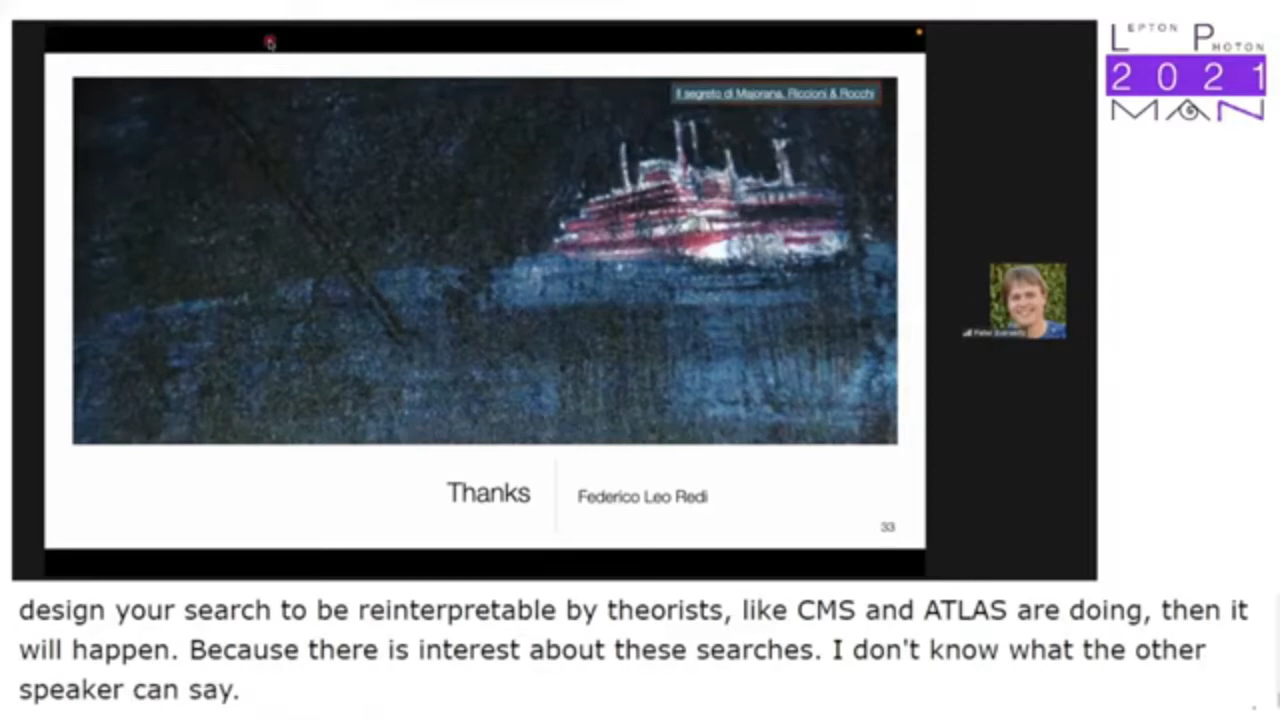 LEPTON PHOTON
2021
MAN
Il segreto di Majorana, Riccioni & Rocchi
Thanks
Federico Leo Redi
33
Peter
design your search to be reinterpretable by theorists, like CMS and ATLAS are doing, then it
will happen. Because there is interest about these searches. I don't know what the other
speaker can say.